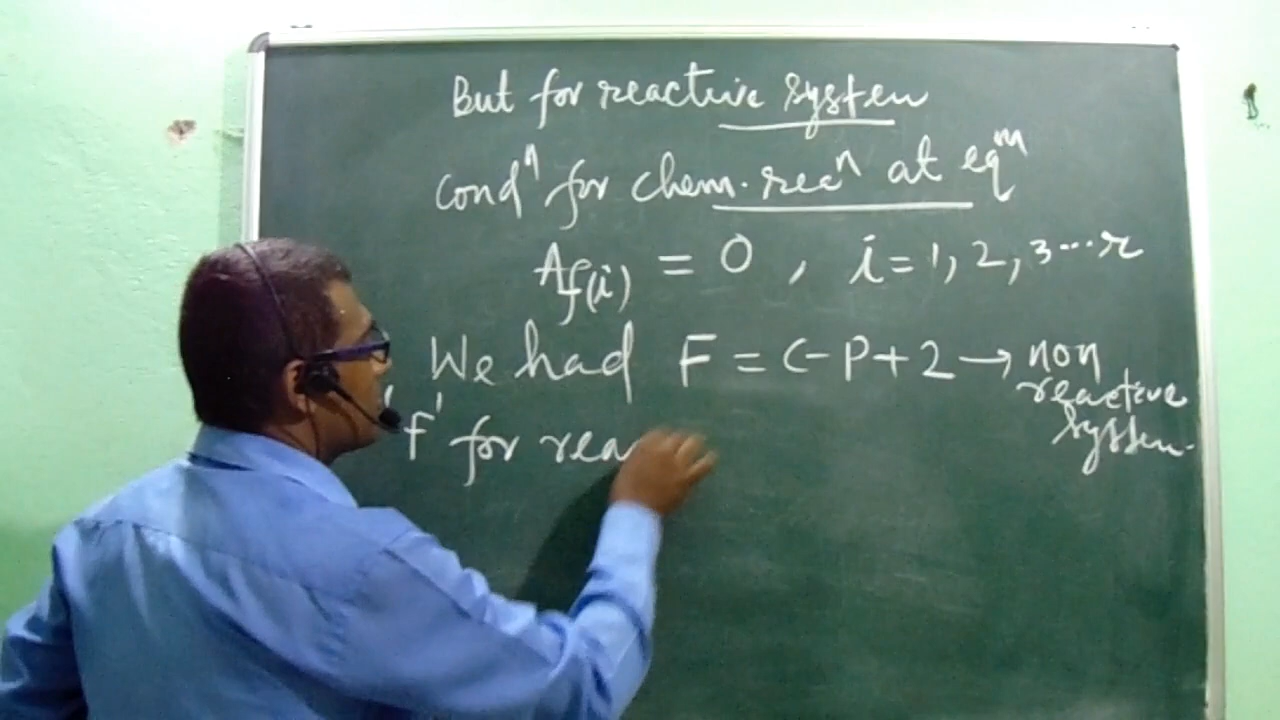 But for reactive system
condⁿ for chem. recⁿ at eqᵐ
Af(i) = 0 , i = 1, 2, 3 ... r
We had F = C - P + 2 → non
reactive
system.
'f' for rea